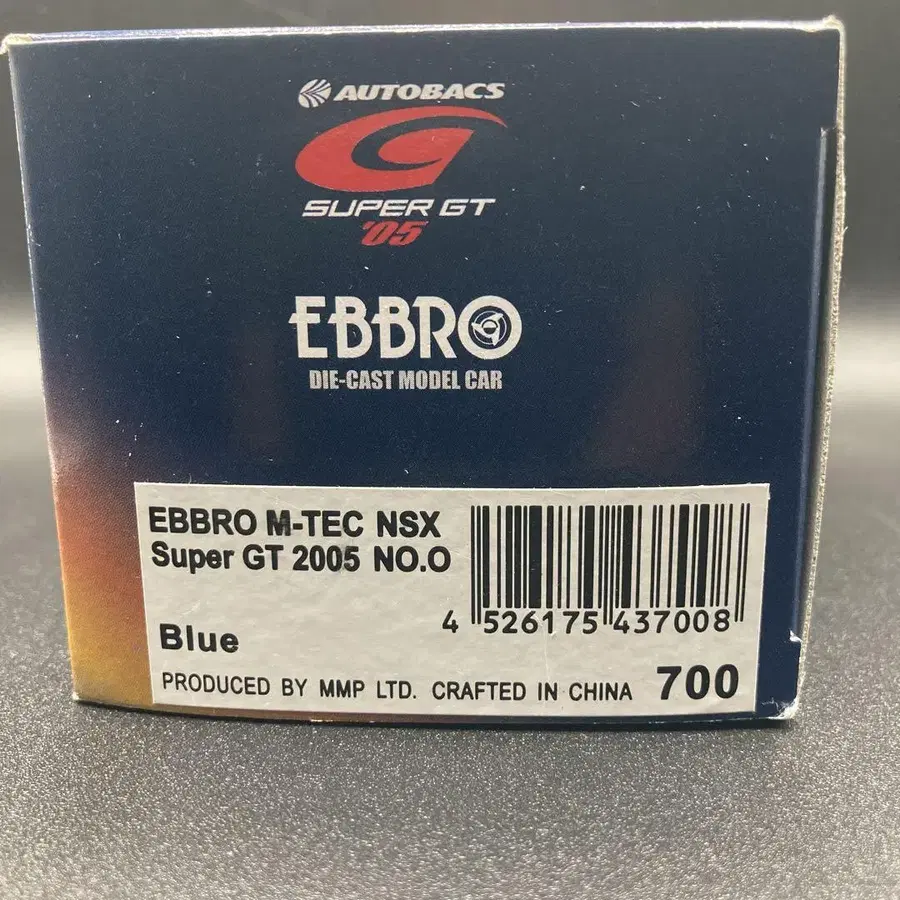 AUTOBACS
SUPER GT
'05
EBBRO
DIE-CAST MODEL CAR
EBBRO M-TEC NSX
Super GT 2005 NO.O
4 526175 437008
Blue
PRODUCED BY MMP LTD. CRAFTED IN CHINA 700